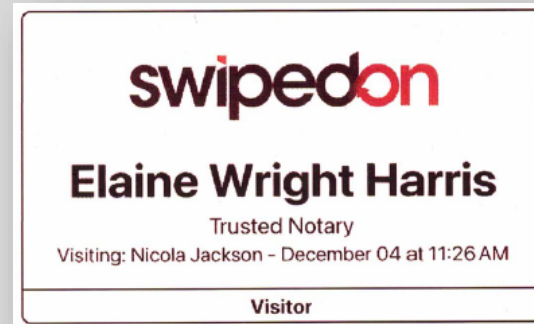 swipedon
Elaine Wright Harris
Trusted Notary
Visiting: Nicola Jackson - December 04 at 11:26 AM
Visitor